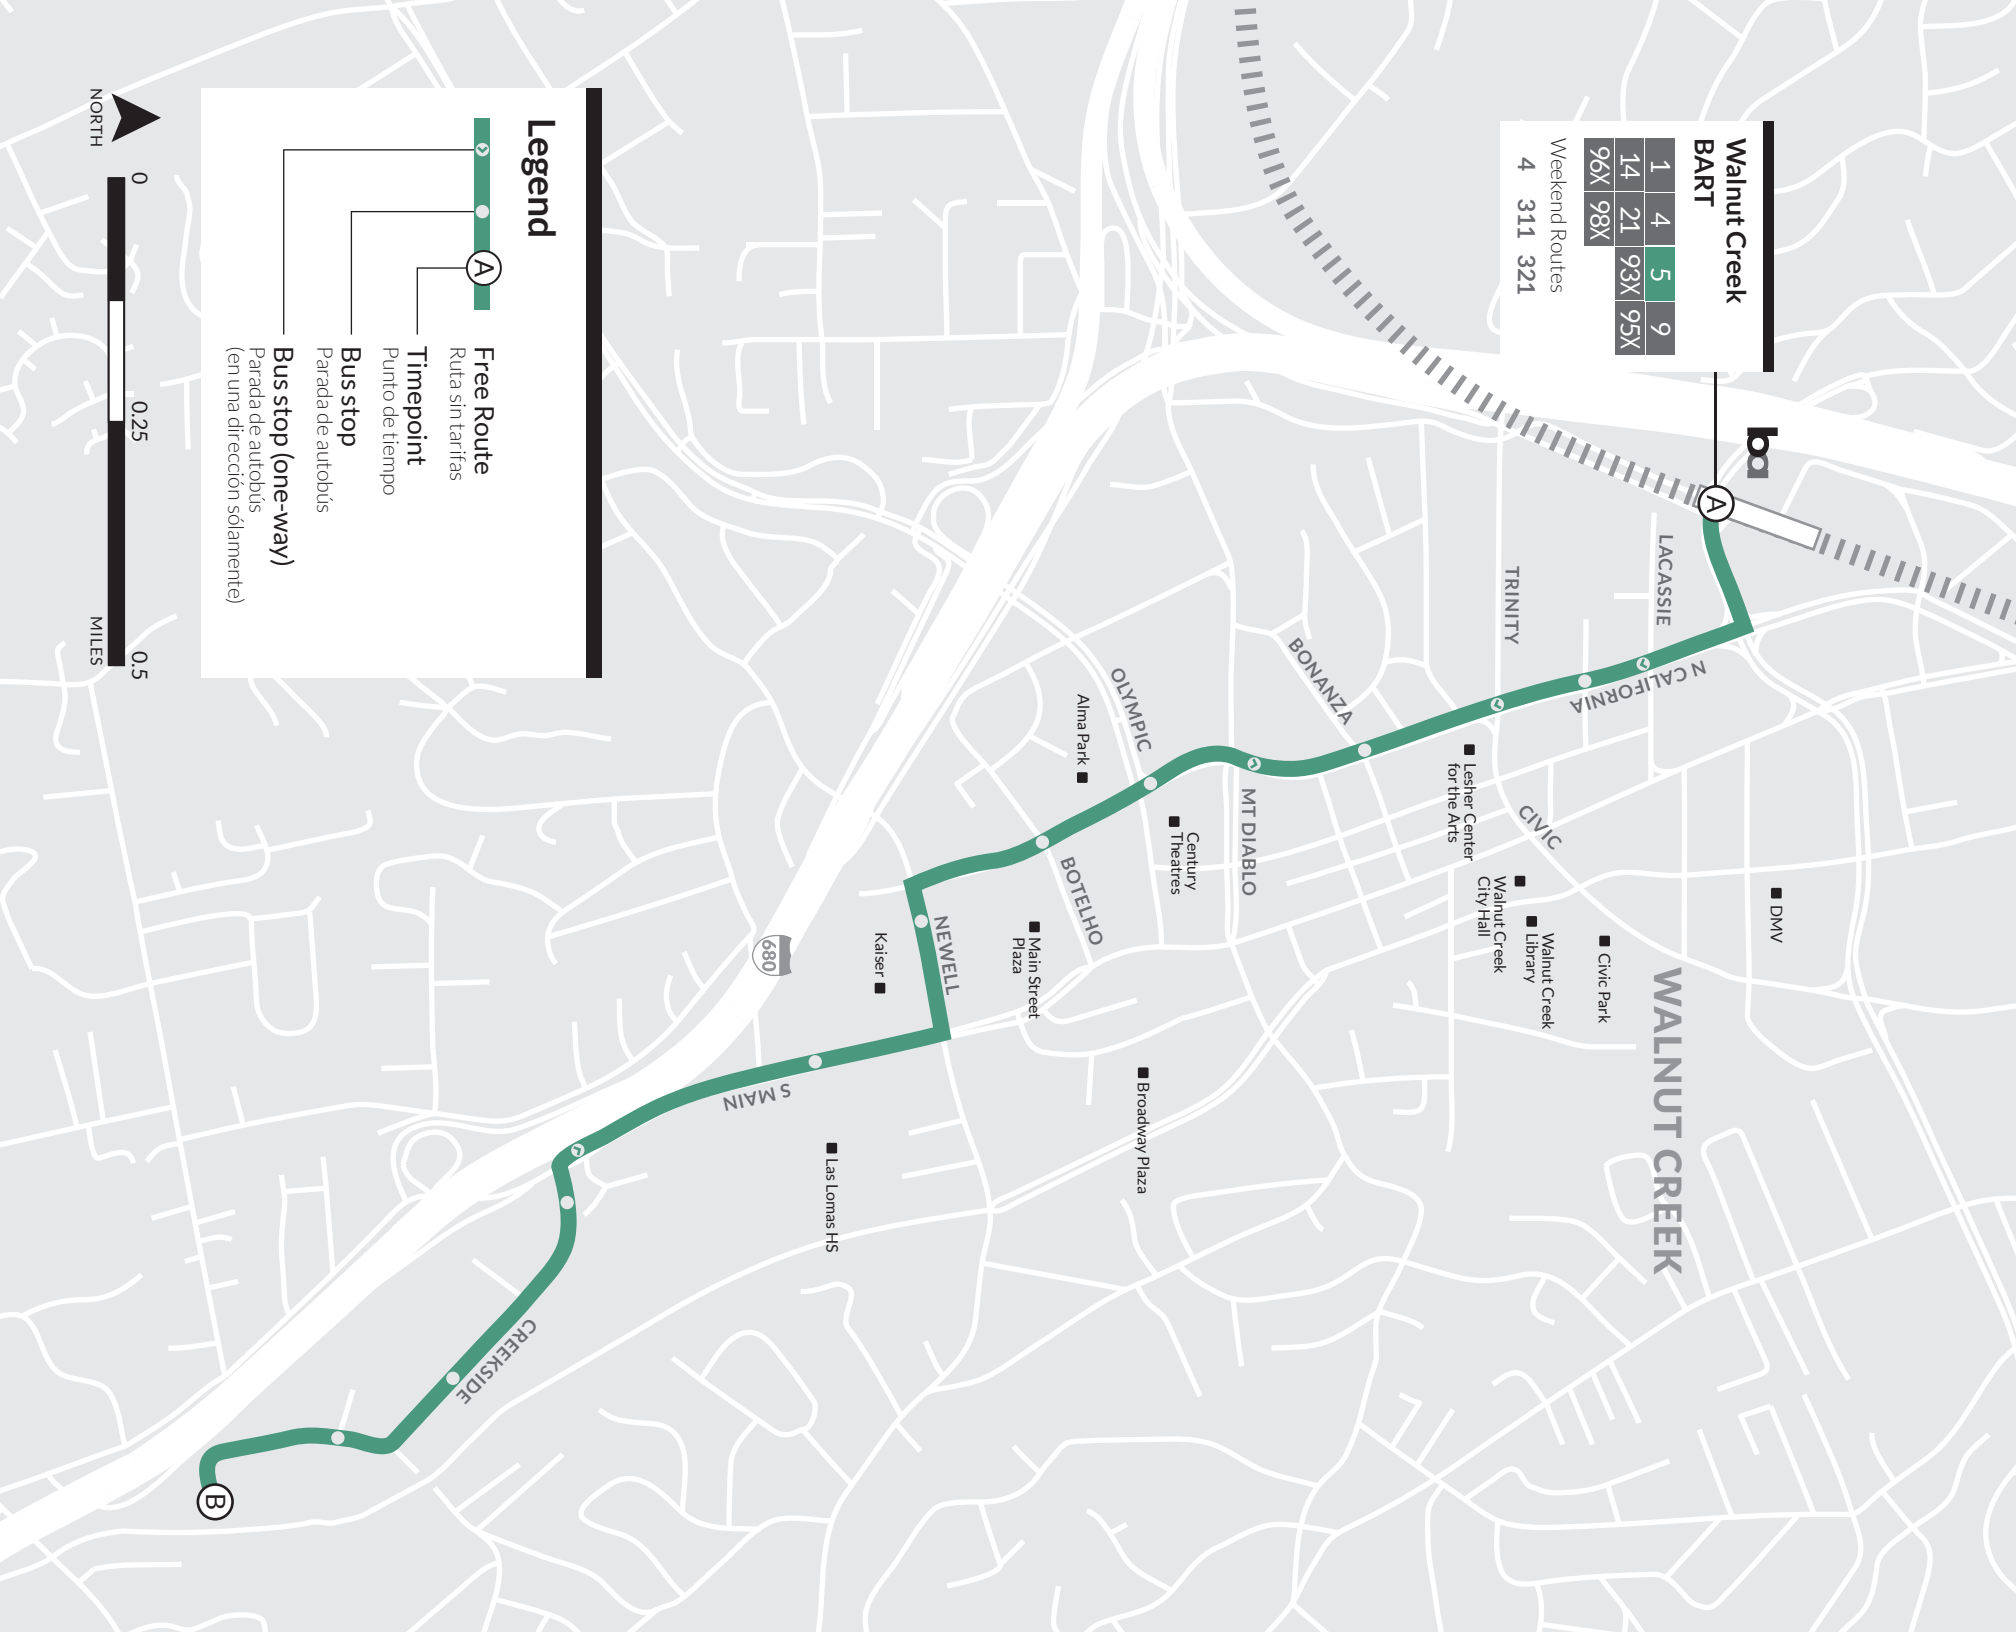 Walnut Creek
BART
1 4 5 9
14 21 93X 95X
96X 98X
Weekend Routes
4 311 321
ba
A
LACASSIE
TRINITY
N CALIFORNIA
BONANZA
OLYMPIC
Alma Park
MT DIABLO
CIVIC
Lesher Center
for the Arts
Century
Theatres
BOTELHO
Walnut Creek
City Hall
Walnut Creek
Library
Civic Park
DMV
WALNUT CREEK
Main Street
Plaza
NEWELL
Kaiser
680
S MAIN
Broadway Plaza
Las Lomas HS
CREEKSIDE
B
Legend
A
Free Route
Ruta sin tarifas
Timepoint
Punto de tiempo
Bus stop
Parada de autobús
Bus stop (one-way)
Parada de autobús
(en una dirección sólamente)
NORTH
0 0.25 0.5
MILES